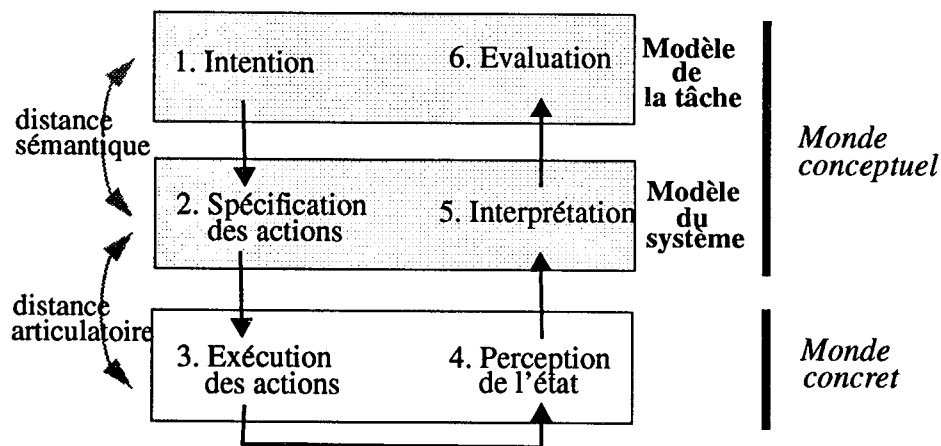 1. Intention
6. Evaluation
Modèle
de
la tâche
distance
sémantique
Monde
conceptuel
2. Spécification
des actions
5. Interprétation
Modèle
du
système
distance
articulatoire
3. Exécution
des actions
4. Perception
de l'état
Monde
concret